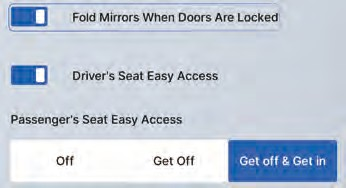 Fold Mirrors When Doors Are Locked
Driver's Seat Easy Access
Passenger's Seat Easy Access
Off Get Off Get off & Get in